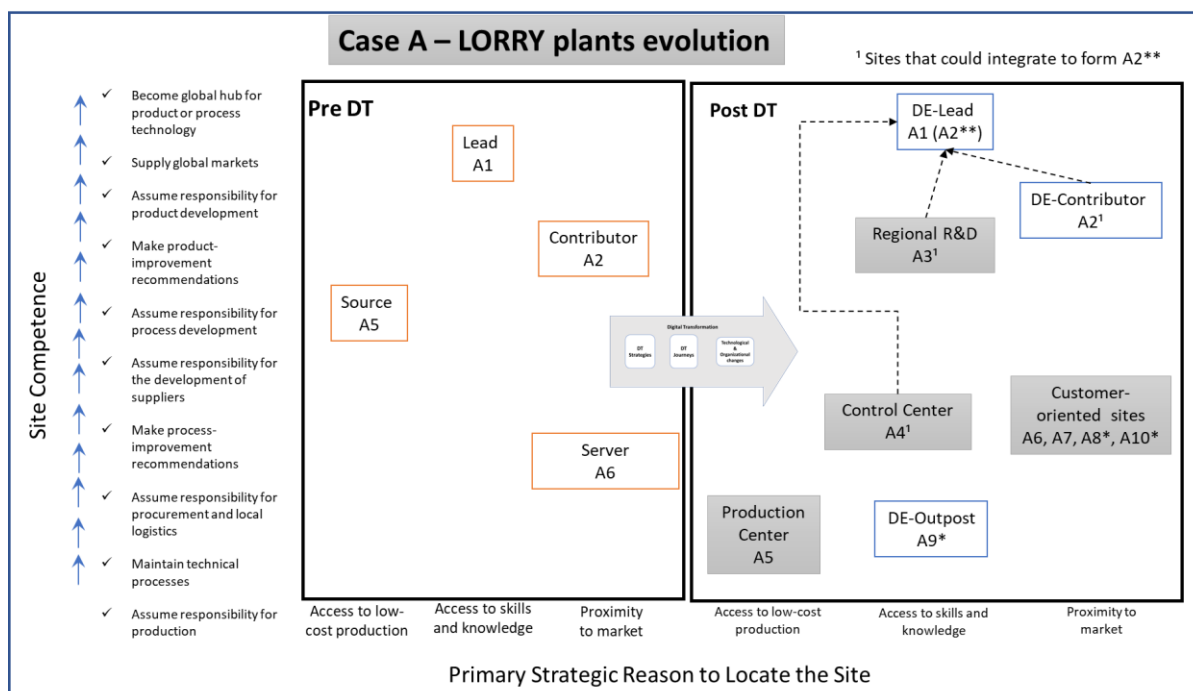 Case A – LORRY plants evolution
¹ Sites that could integrate to form A2**
Site Competence
✓ Become global hub for
product or process
technology
✓ Supply global markets
✓ Assume responsibility for
product development
✓ Make product-
improvement
recommendations
✓ Assume responsibility for
process development
✓ Assume responsibility for
the development of
suppliers
✓ Make process-
improvement
recommendations
✓ Assume responsibility for
procurement and local
logistics
✓ Maintain technical
processes
✓ Assume responsibility for
production
Pre DT
Lead
A1
Contributor
A2
Source
A5
Server
A6
Access to low-
cost production
Access to skills
and knowledge
Proximity
to market
Digital Transformation
DT
Strategies
DT
Journeys
Technological
&
Organizational
changes
Post DT
DE-Lead
A1 (A2**)
DE-Contributor
A2¹
Regional R&D
A3¹
Control Center
A4¹
Customer-
oriented sites
A6, A7, A8*, A10*
Production
Center
A5
DE-Outpost
A9*
Access to low-cost
production
Access to skills and
knowledge
Proximity to
market
Primary Strategic Reason to Locate the Site